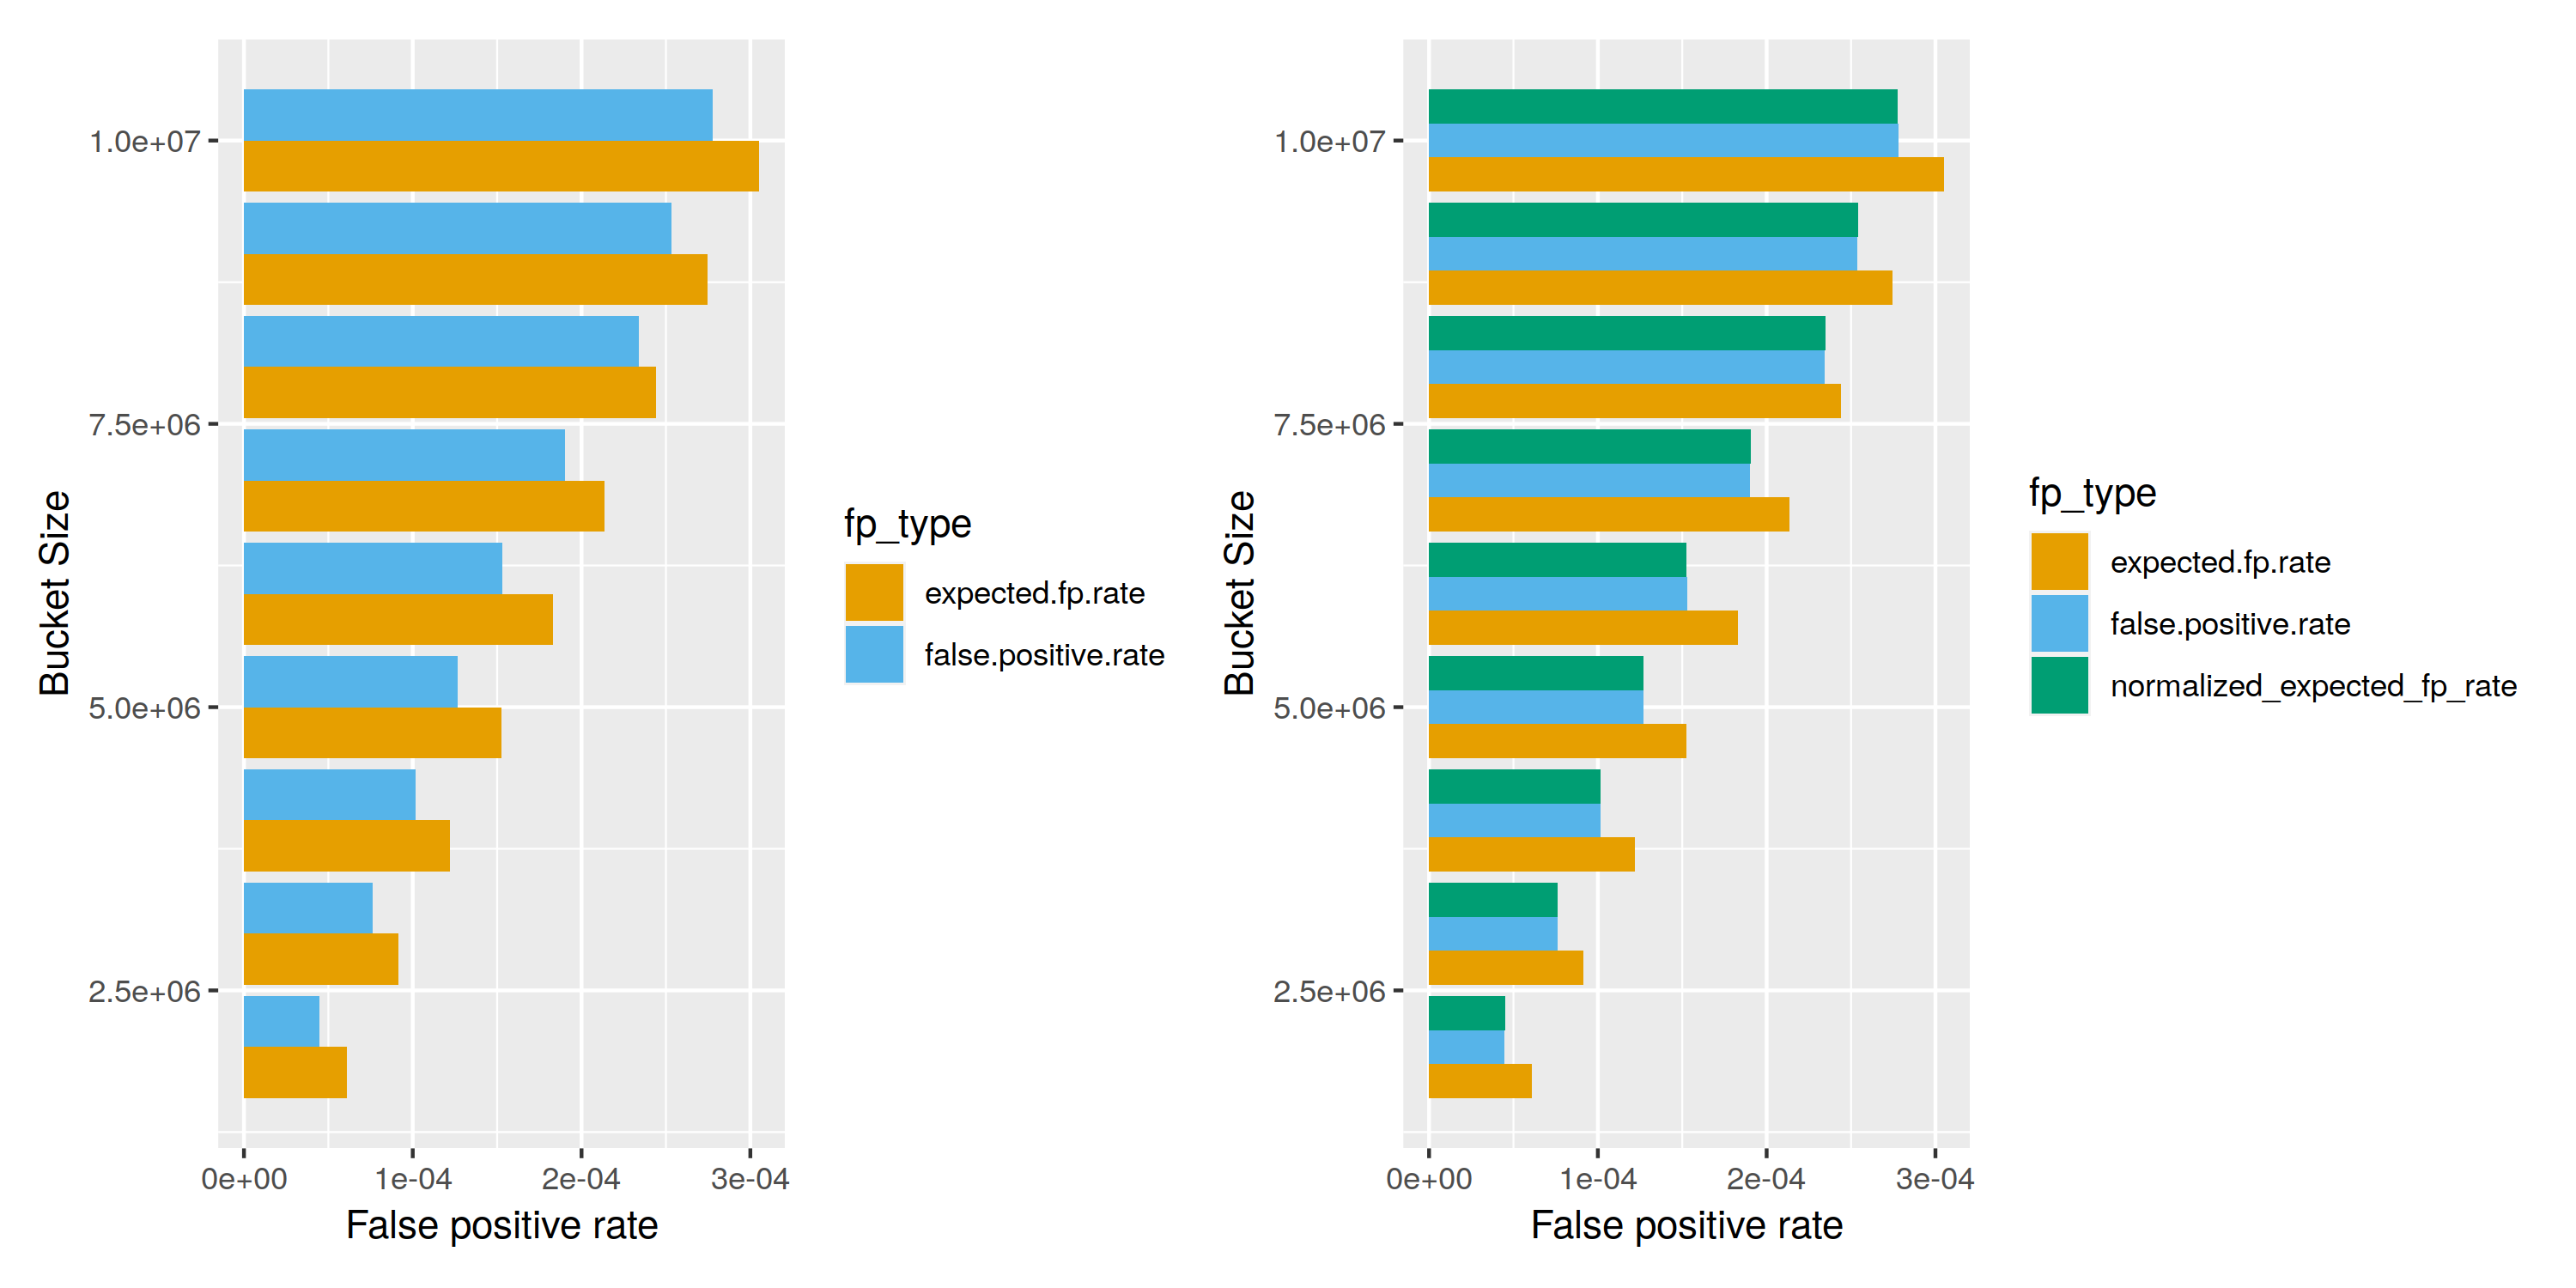 1.0e+07
7.5e+06
5.0e+06
2.5e+06
Bucket Size
0e+00 1e-04 2e-04 3e-04
False positive rate
fp_type
expected.fp.rate
false.positive.rate
1.0e+07
7.5e+06
5.0e+06
2.5e+06
Bucket Size
0e+00 1e-04 2e-04 3e-04
False positive rate
fp_type
expected.fp.rate
false.positive.rate
normalized_expected_fp_rate